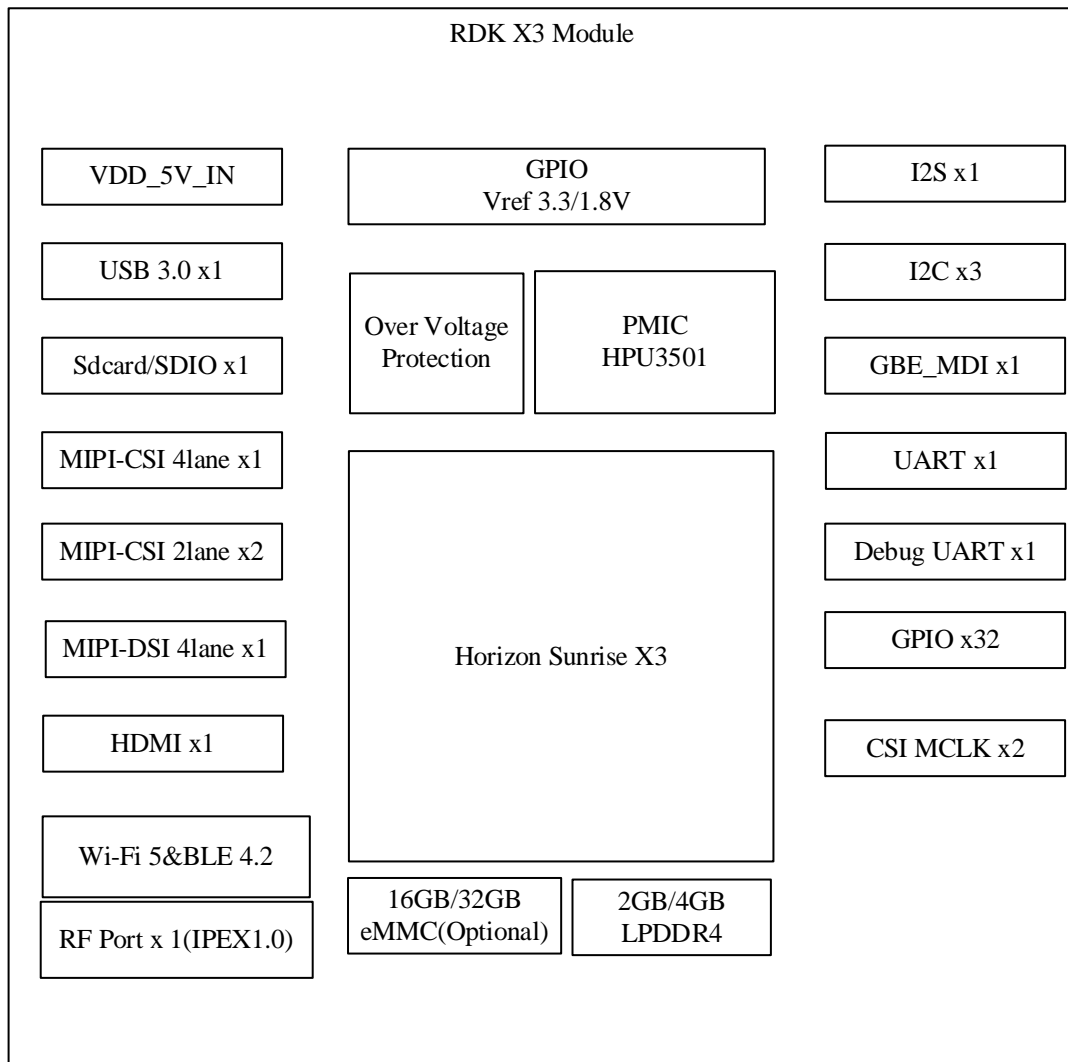 RDK X3 Module
VDD_5V_IN
USB 3.0 x1
Sdcard/SDIO x1
MIPI-CSI 4lane x1
MIPI-CSI 2lane x2
MIPI-DSI 4lane x1
HDMI x1
Wi-Fi 5&BLE 4.2
RF Port x 1(IPEX1.0)
GPIO
Vref 3.3/1.8V
Over Voltage
Protection
PMIC
HPU3501
Horizon Sunrise X3
16GB/32GB
eMMC(Optional)
2GB/4GB
LPDDR4
I2S x1
I2C x3
GBE_MDI x1
UART x1
Debug UART x1
GPIO x32
CSI MCLK x2